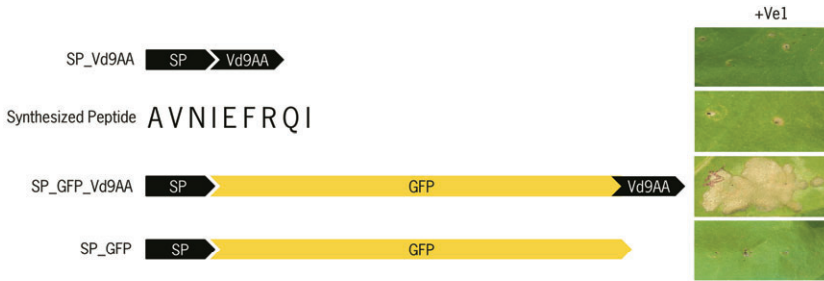 +Ve1
SP_Vd9AA SP Vd9AA
Synthesized Peptide AVNIEFRQI
SP_GFP_Vd9AA SP GFP Vd9AA
SP_GFP SP GFP